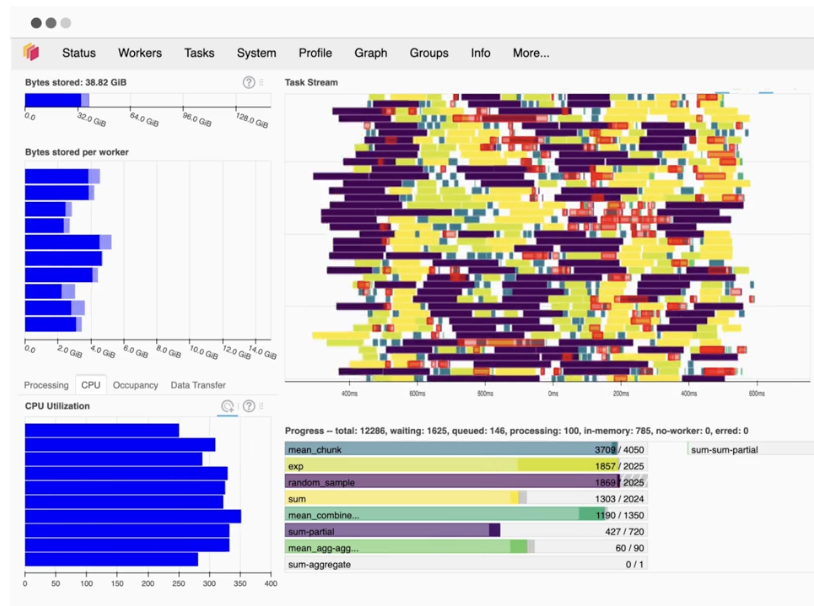 Status Workers Tasks System Profile Graph Groups Info More...
Bytes stored: 38.82 GiB
0.0 32.0 GiB 64.0 GiB 96.0 GiB 128.0 GiB
Bytes stored per worker
0.0 2.0 GiB 4.0 GiB 6.0 GiB 8.0 GiB 10.0 GiB 12.0 GiB 14.0 GiB
Processing CPU Occupancy Data Transfer
CPU Utilization
0 50 100 150 200 250 300 350 400
Task Stream
400ms 600ms 800ms 0ms 200ms 400ms 600ms
Progress -- total: 12286, waiting: 1625, queued: 146, processing: 100, in-memory: 785, no-worker: 0, erred: 0
mean_chunk 3709 / 4050 sum-sum-partial
exp 1857 / 2025
random_sample 1869 / 2025
sum 1303 / 2024
mean_combine... 1190 / 1350
sum-partial 427 / 720
mean_agg-agg... 60 / 90
sum-aggregate 0 / 1